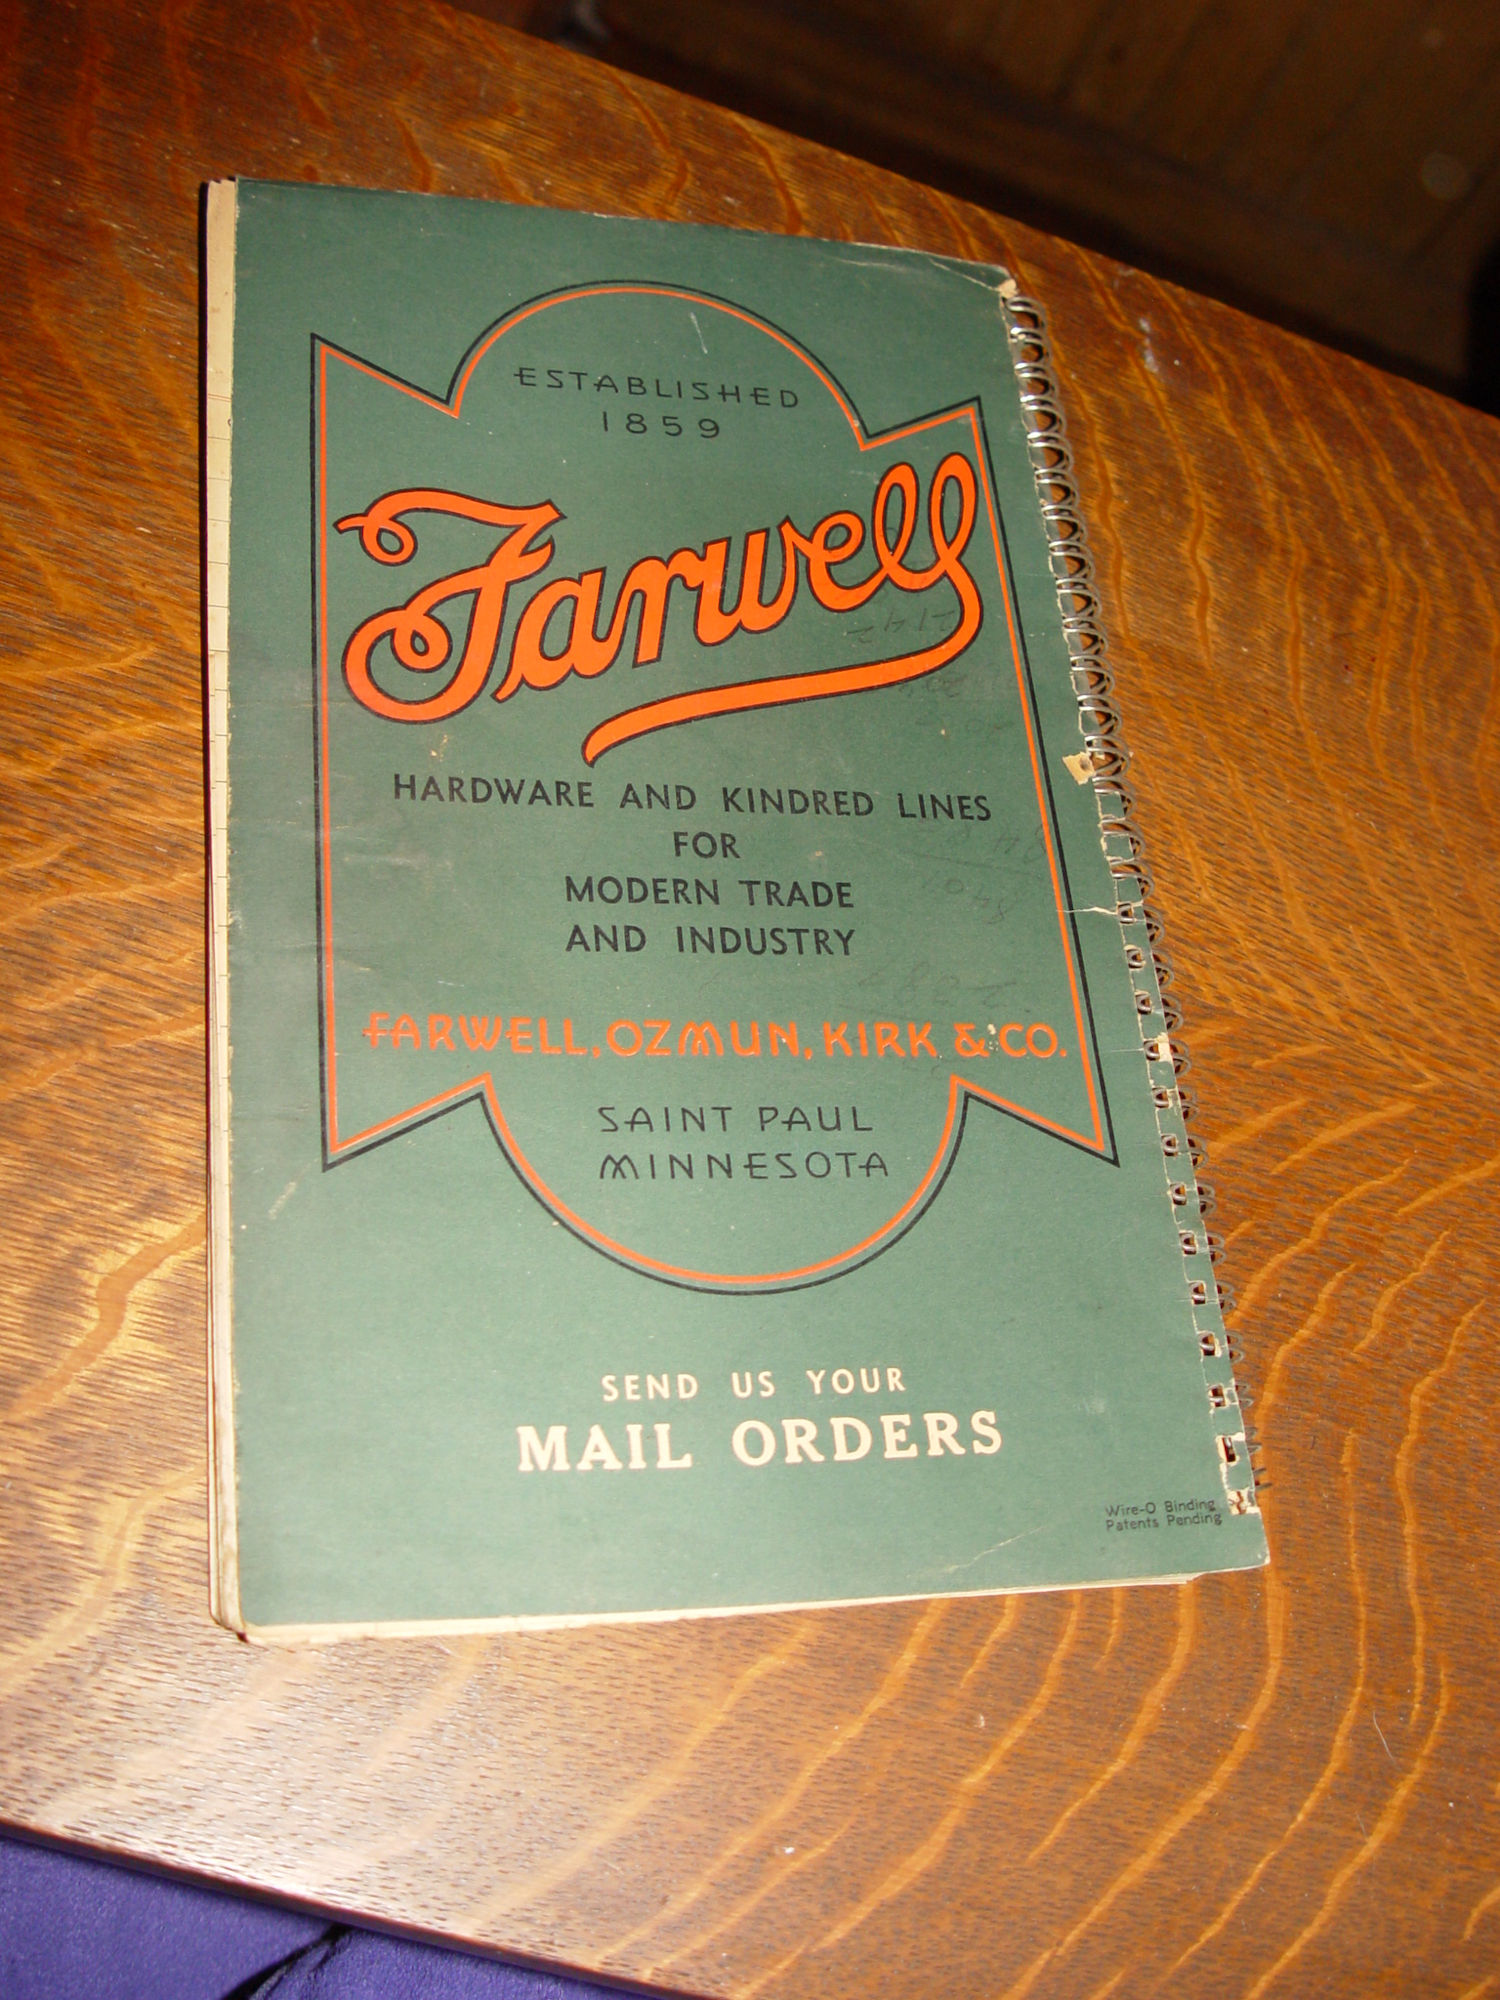 ESTABLISHED
1859
Farwell
HARDWARE AND KINDRED LINES
FOR
MODERN TRADE
AND INDUSTRY
FARWELL, OZMUN, KIRK & CO.
SAINT PAUL
MINNESOTA
SEND US YOUR
MAIL ORDERS
Wire-O Binding
Patents Pending